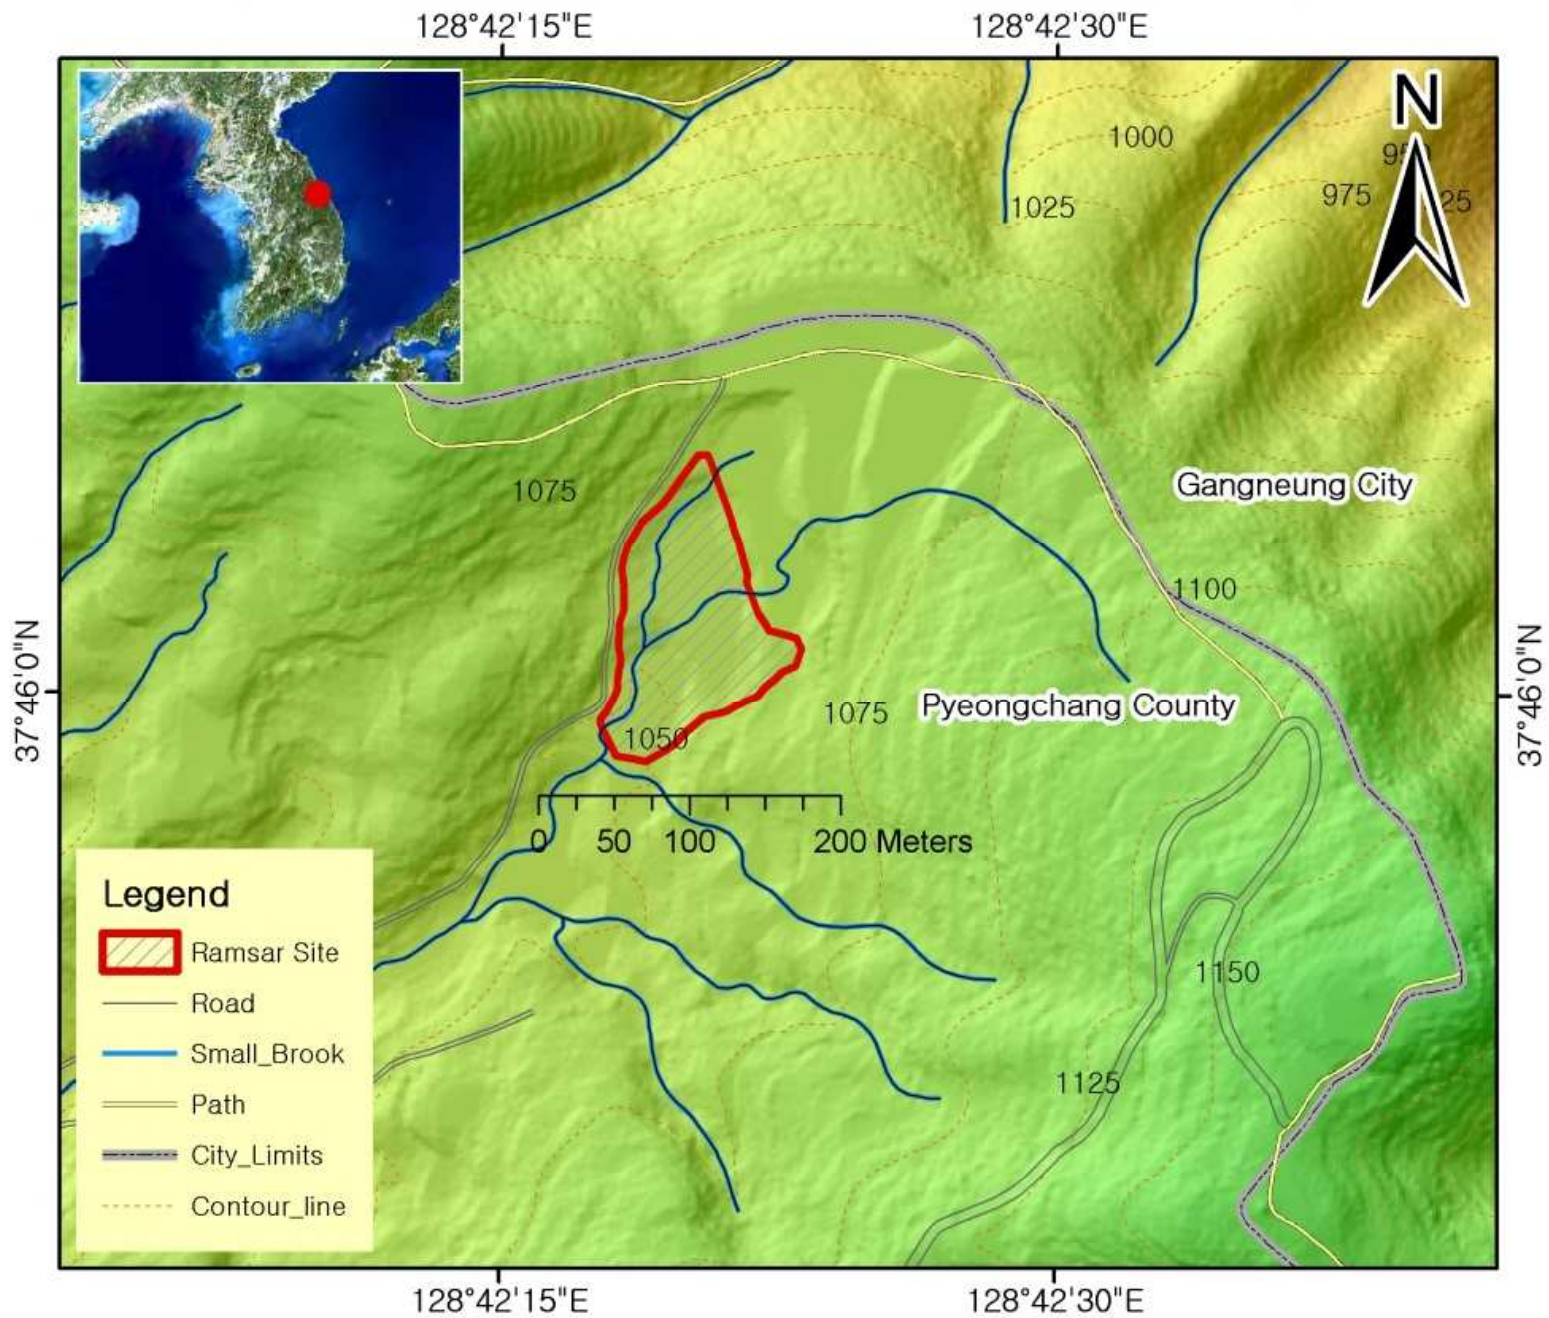 128°42'15"E
128°42'30"E
N
1000
975
25
1025
1075
Gangneung City
1100
37°46'0"N
37°46'0"N
1075
Pyeongchang County
1050
0 50 100 200 Meters
Legend
Ramsar Site
Road
Small_Brook
Path
City_Limits
Contour_line
1150
1125
128°42'15"E
128°42'30"E